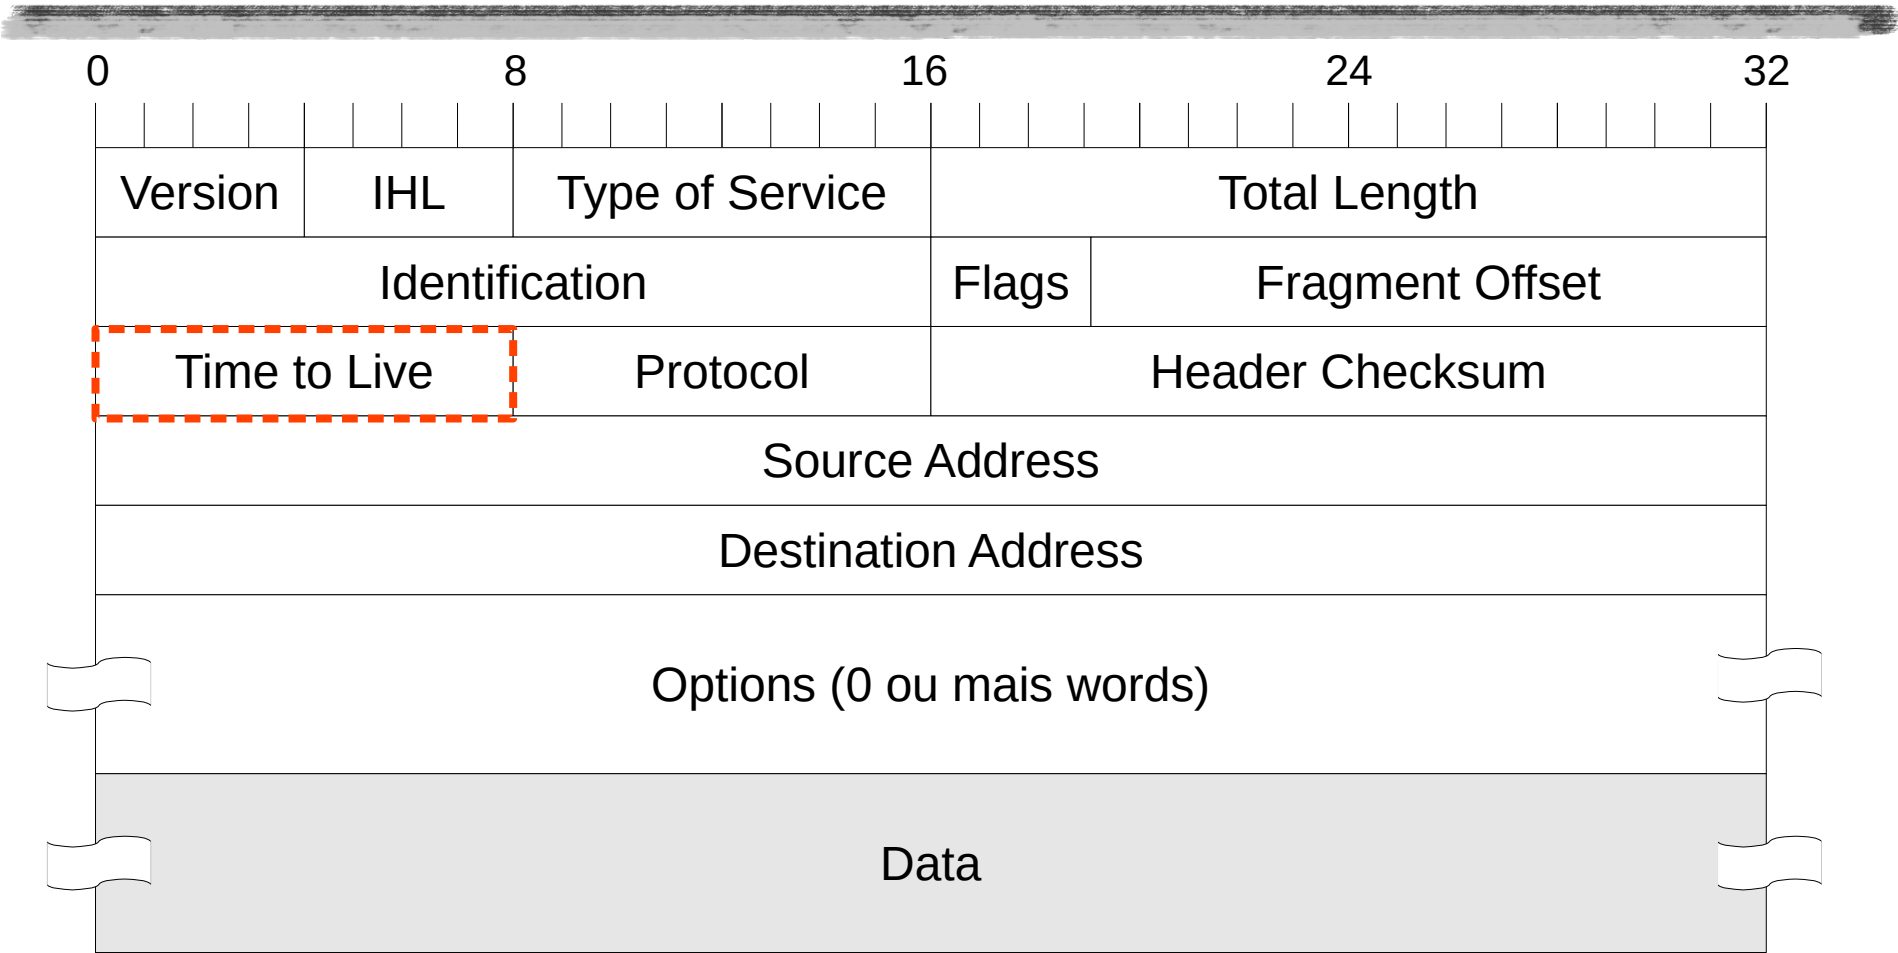 0 8 16 24 32
Version IHL Type of Service Total Length
Identification Flags Fragment Offset
Time to Live Protocol Header Checksum
Source Address
Destination Address
Options (0 ou mais words)
Data